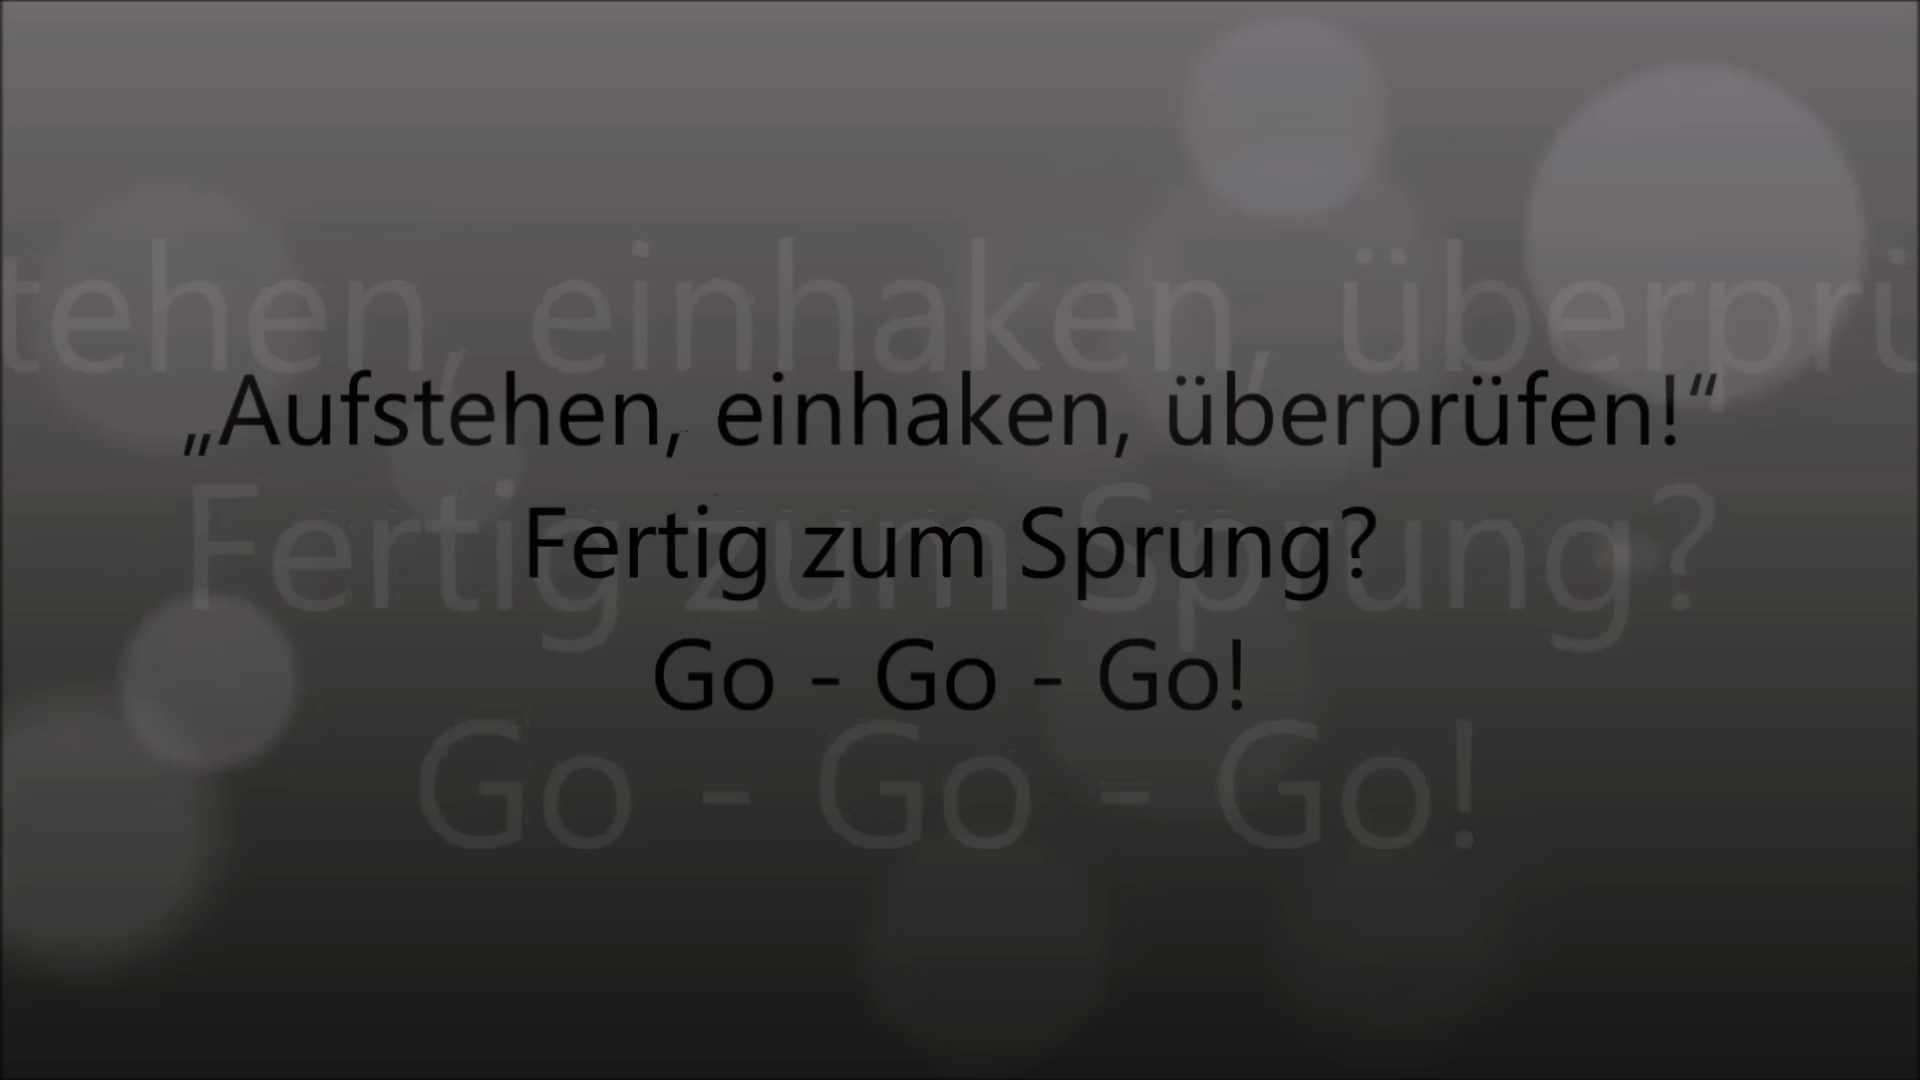 „Aufstehen, einhaken, überprüfen!“
Fertig zum Sprung?
Go - Go - Go!